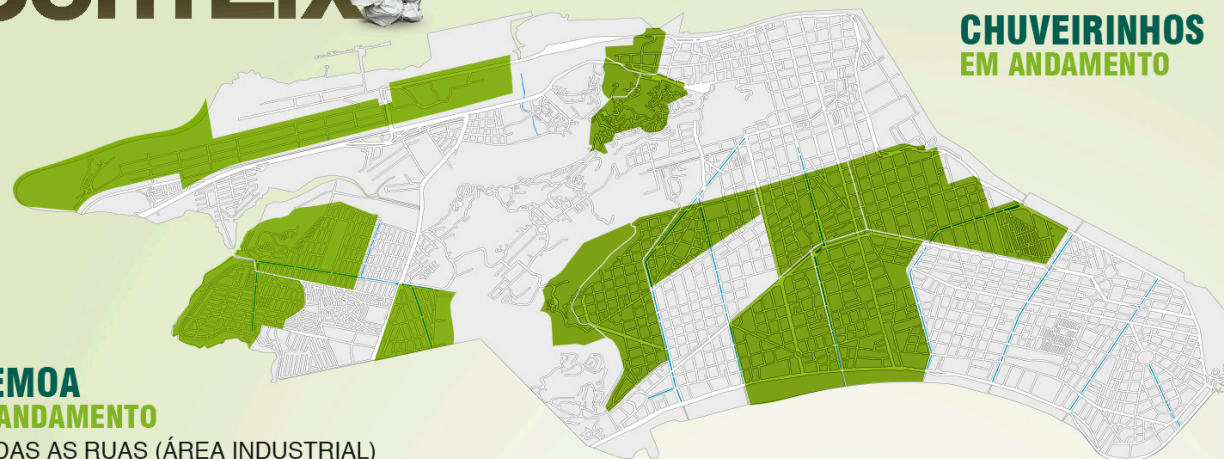 CHUVEIRINHOS
EM ANDAMENTO
EMOA
ANDAMENTO
DAS AS RUAS (ÁREA INDUSTRIAL)